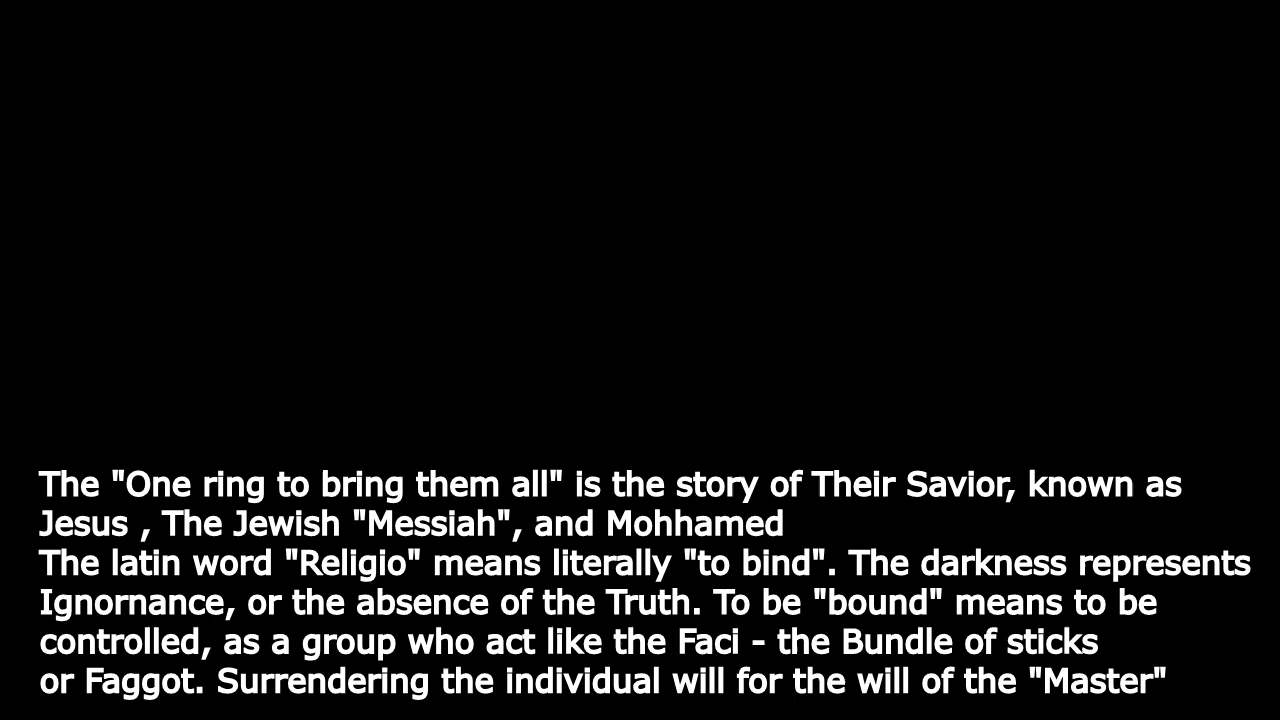 The "One ring to bring them all" is the story of Their Savior, known as
Jesus , The Jewish "Messiah", and Mohhamed
The latin word "Religio" means literally "to bind". The darkness represents
Ignornance, or the absence of the Truth. To be "bound" means to be
controlled, as a group who act like the Faci - the Bundle of sticks
or Faggot. Surrendering the individual will for the will of the "Master"